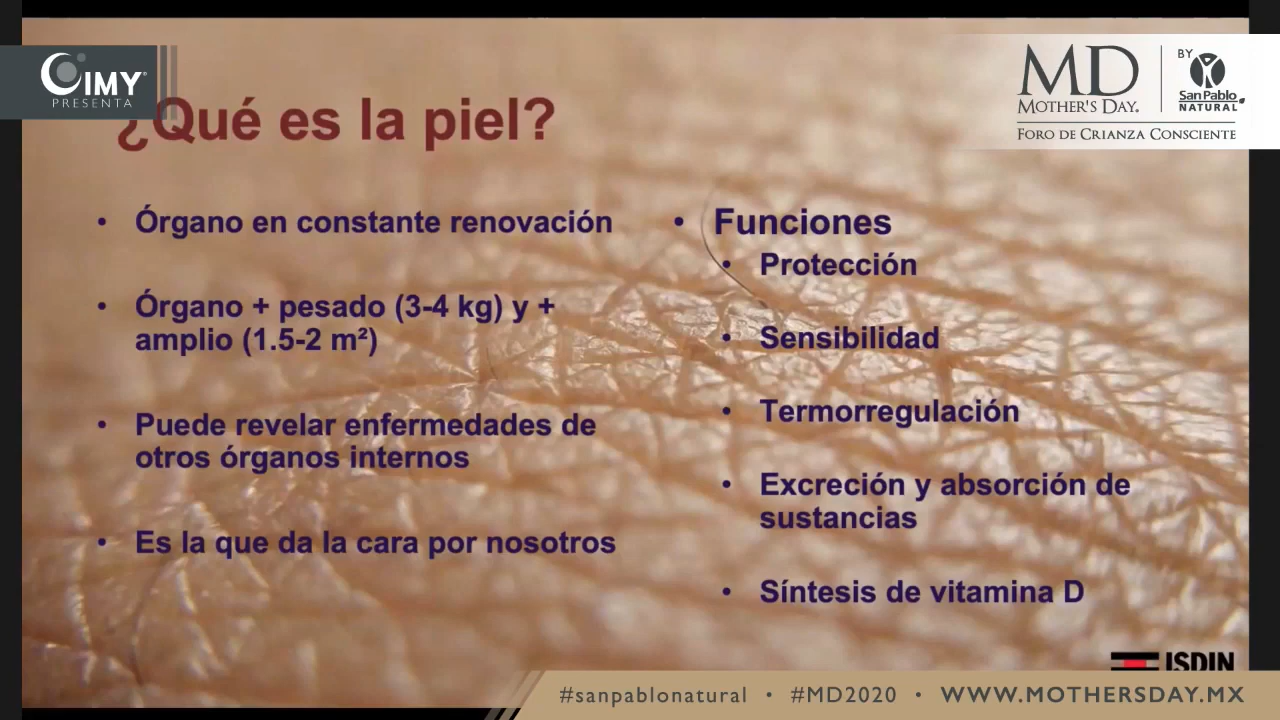 CIMY
PRESENTA
MD
MOTHER'S DAY
BY
San Pablo
NATURAL
FORO DE CRIANZA CONSCIENTE
¿Qué es la piel?
• Órgano en constante renovación
• Órgano + pesado (3-4 kg) y +
amplio (1.5-2 m²)
• Puede revelar enfermedades de
otros órganos internos
• Es la que da la cara por nosotros
• Funciones
• Protección
• Sensibilidad
• Termorregulación
• Excreción y absorción de
sustancias
• Síntesis de vitamina D
ISDIN
#sanpablonatural • #MD2020 • WWW.MOTHERSDAY.MX